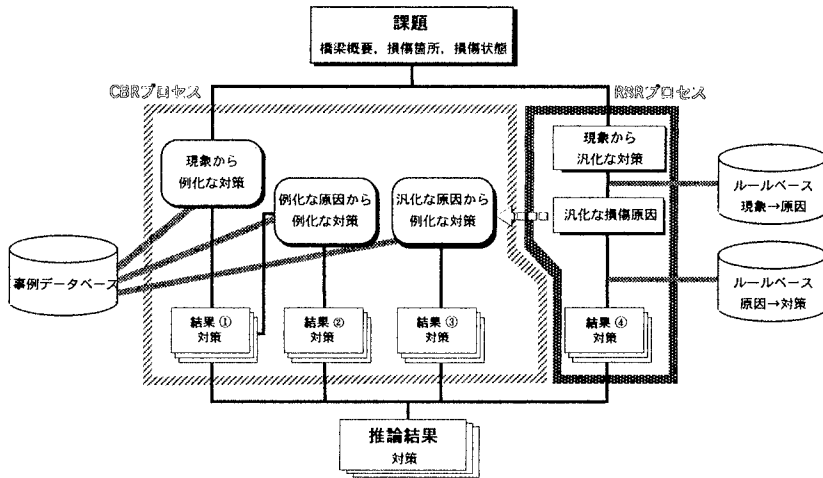 課題
橋梁概要，損傷箇所，損傷状態
CBRプロセス
RBRプロセス
現象から
例化な対策
例化な原因から
例化な対策
汎化な原因から
例化な対策
現象から
汎化な対策
汎化な損傷原因
ルールベース
現象→原因
ルールベース
原因→対策
事例データベース
結果①
対策
結果②
対策
結果③
対策
結果④
対策
推論結果
対策